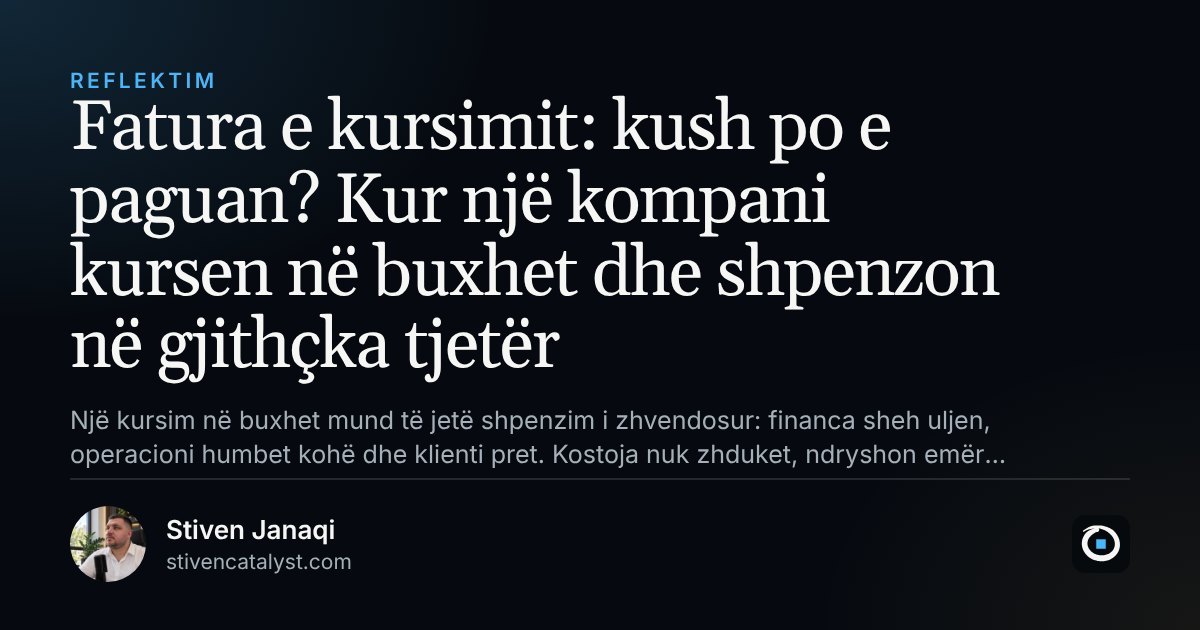 REFLEKTIM
Fatura e kursimit: kush po e
paguan? Kur një kompani
kursen në buxhet dhe shpenzon
në gjithçka tjetër
Një kursim në buxhet mund të jetë shpenzim i zhvendosur: financa sheh uljen,
operacioni humbet kohë dhe klienti pret. Kostoja nuk zhduket, ndryshon emër...
Stiven Janaqi
stivencatalyst.com